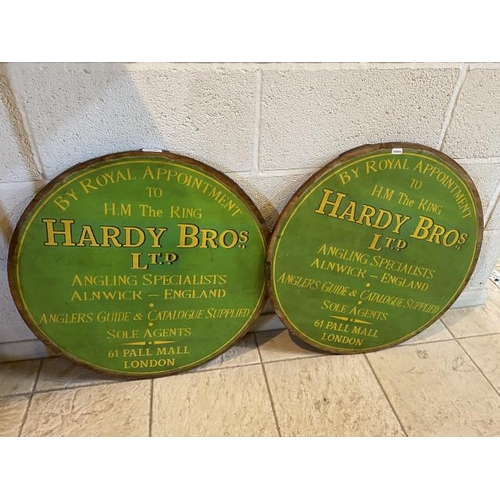 By Royal Appointment
to
H.M The King
Hardy Bros
Ltd
Angling Specialists
Alnwick – England
Anglers Guide & Catalogue Supplied
Sole Agents
61 Pall Mall
London
By Royal Appointment
to
H.M The King
Hardy Bros
Ltd
Angling Specialists
Alnwick – England
Anglers Guide & Catalogue Supplied
Sole Agents
61 Pall Mall
London